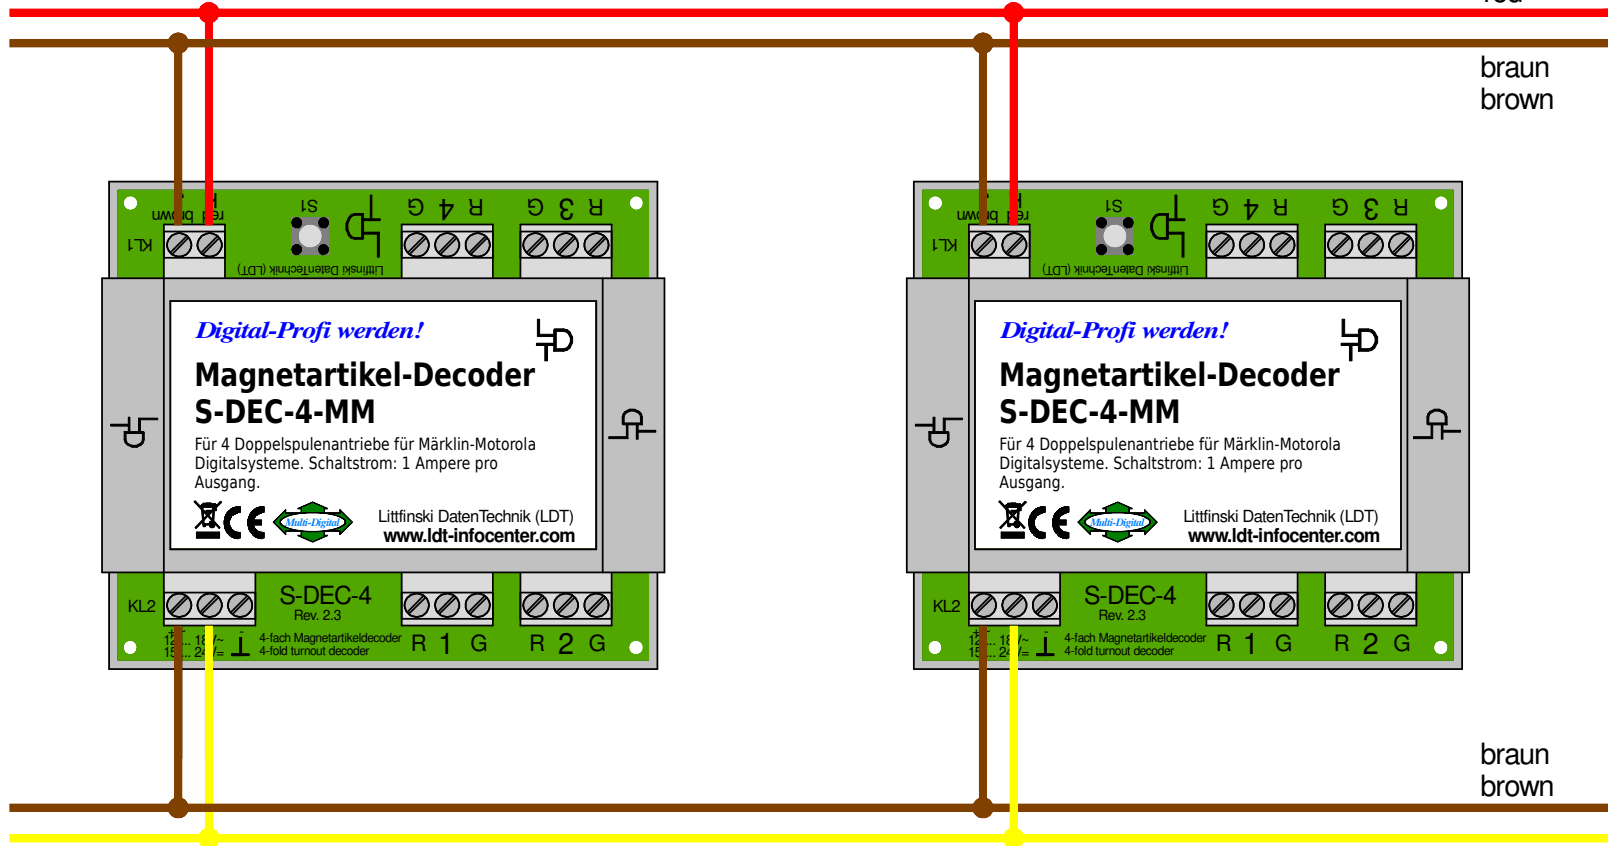 braun
brown
red brown
KL1
S1
G 4 R
G 3 R
Littfinski DatenTechnik (LDT)
Digital-Profi werden!
Magnetartikel-Decoder
S-DEC-4-MM
Für 4 Doppelspulenantriebe für Märklin-Motorola
Digitalsysteme. Schaltstrom: 1 Ampere pro
Ausgang.
CE
Multi-Digital
Littfinski DatenTechnik (LDT)
www.ldt-infocenter.com
KL2
S-DEC-4
Rev. 2.3
4-fach Magnetartikeldecoder
4-fold turnout decoder
R 1 G
R 2 G
red brown
KL1
S1
G 4 R
G 3 R
Littfinski DatenTechnik (LDT)
Digital-Profi werden!
Magnetartikel-Decoder
S-DEC-4-MM
Für 4 Doppelspulenantriebe für Märklin-Motorola
Digitalsysteme. Schaltstrom: 1 Ampere pro
Ausgang.
CE
Multi-Digital
Littfinski DatenTechnik (LDT)
www.ldt-infocenter.com
KL2
S-DEC-4
Rev. 2.3
4-fach Magnetartikeldecoder
4-fold turnout decoder
R 1 G
R 2 G
braun
brown